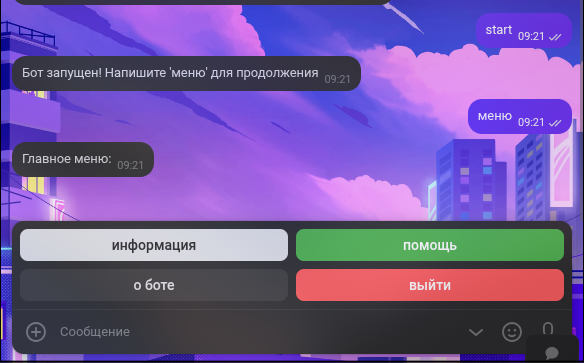 start 09:21
Бот запущен! Напишите 'меню' для продолжения 09:21
меню 09:21
Главное меню: 09:21
информация помощь
о боте выйти
Сообщение